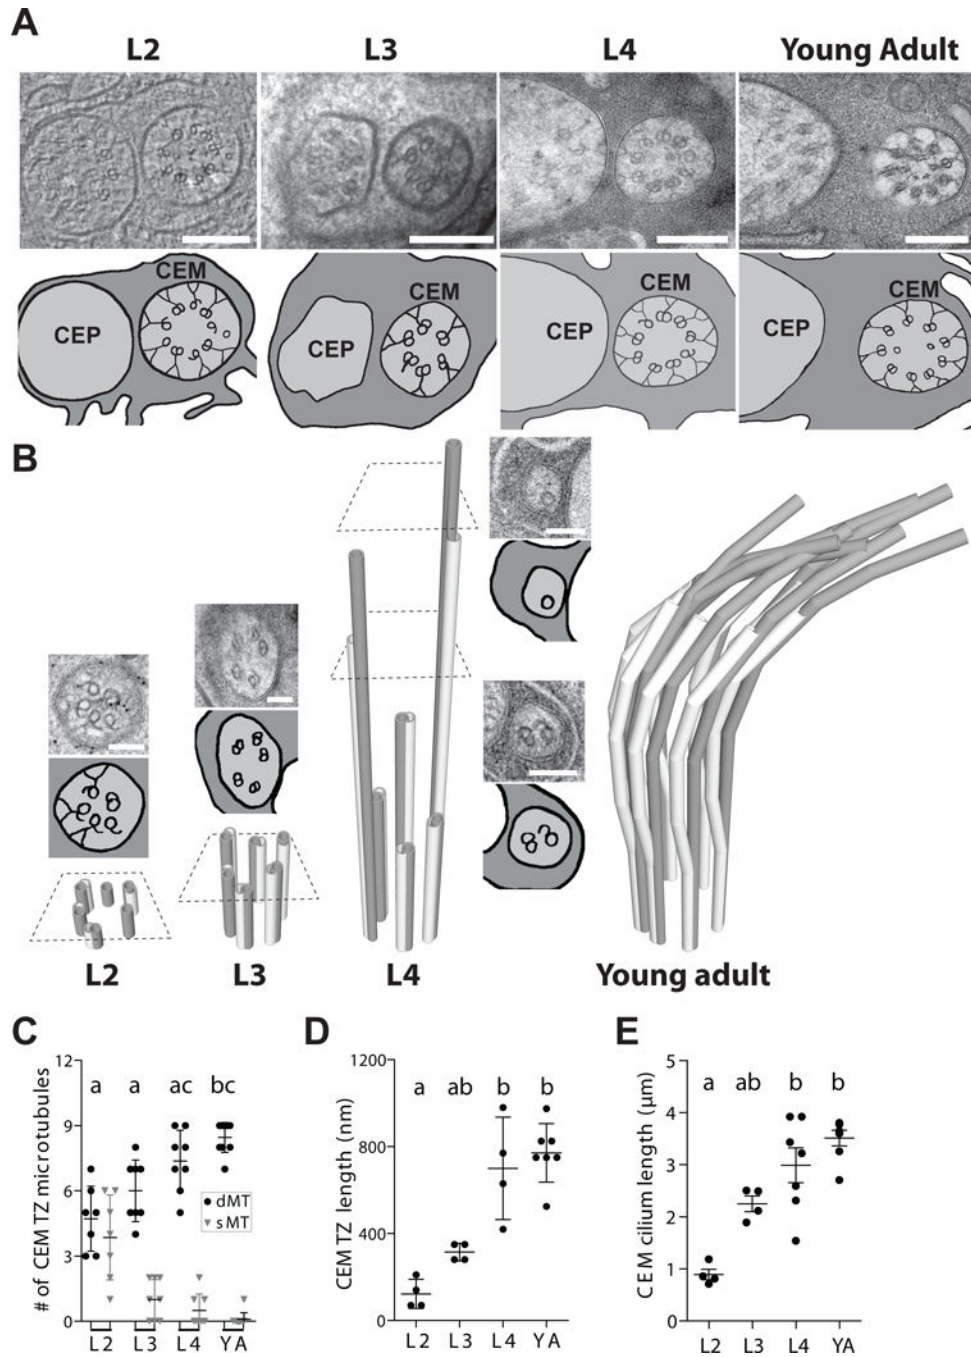 A
L2 L3 L4 Young Adult
CEP CEM CEP CEM CEP CEM CEP CEM
B
L2 L3 L4 Young adult
C
# of CEM TZ microtubules
12
9
6
3
0
a a ac bc
dMT
sMT
L2 L3 L4 YA
D
CEM TZ length (nm)
1200
800
400
0
a ab b b
L2 L3 L4 YA
E
CEM cilium length (µm)
5
4
3
2
1
0
a ab b b
L2 L3 L4 YA